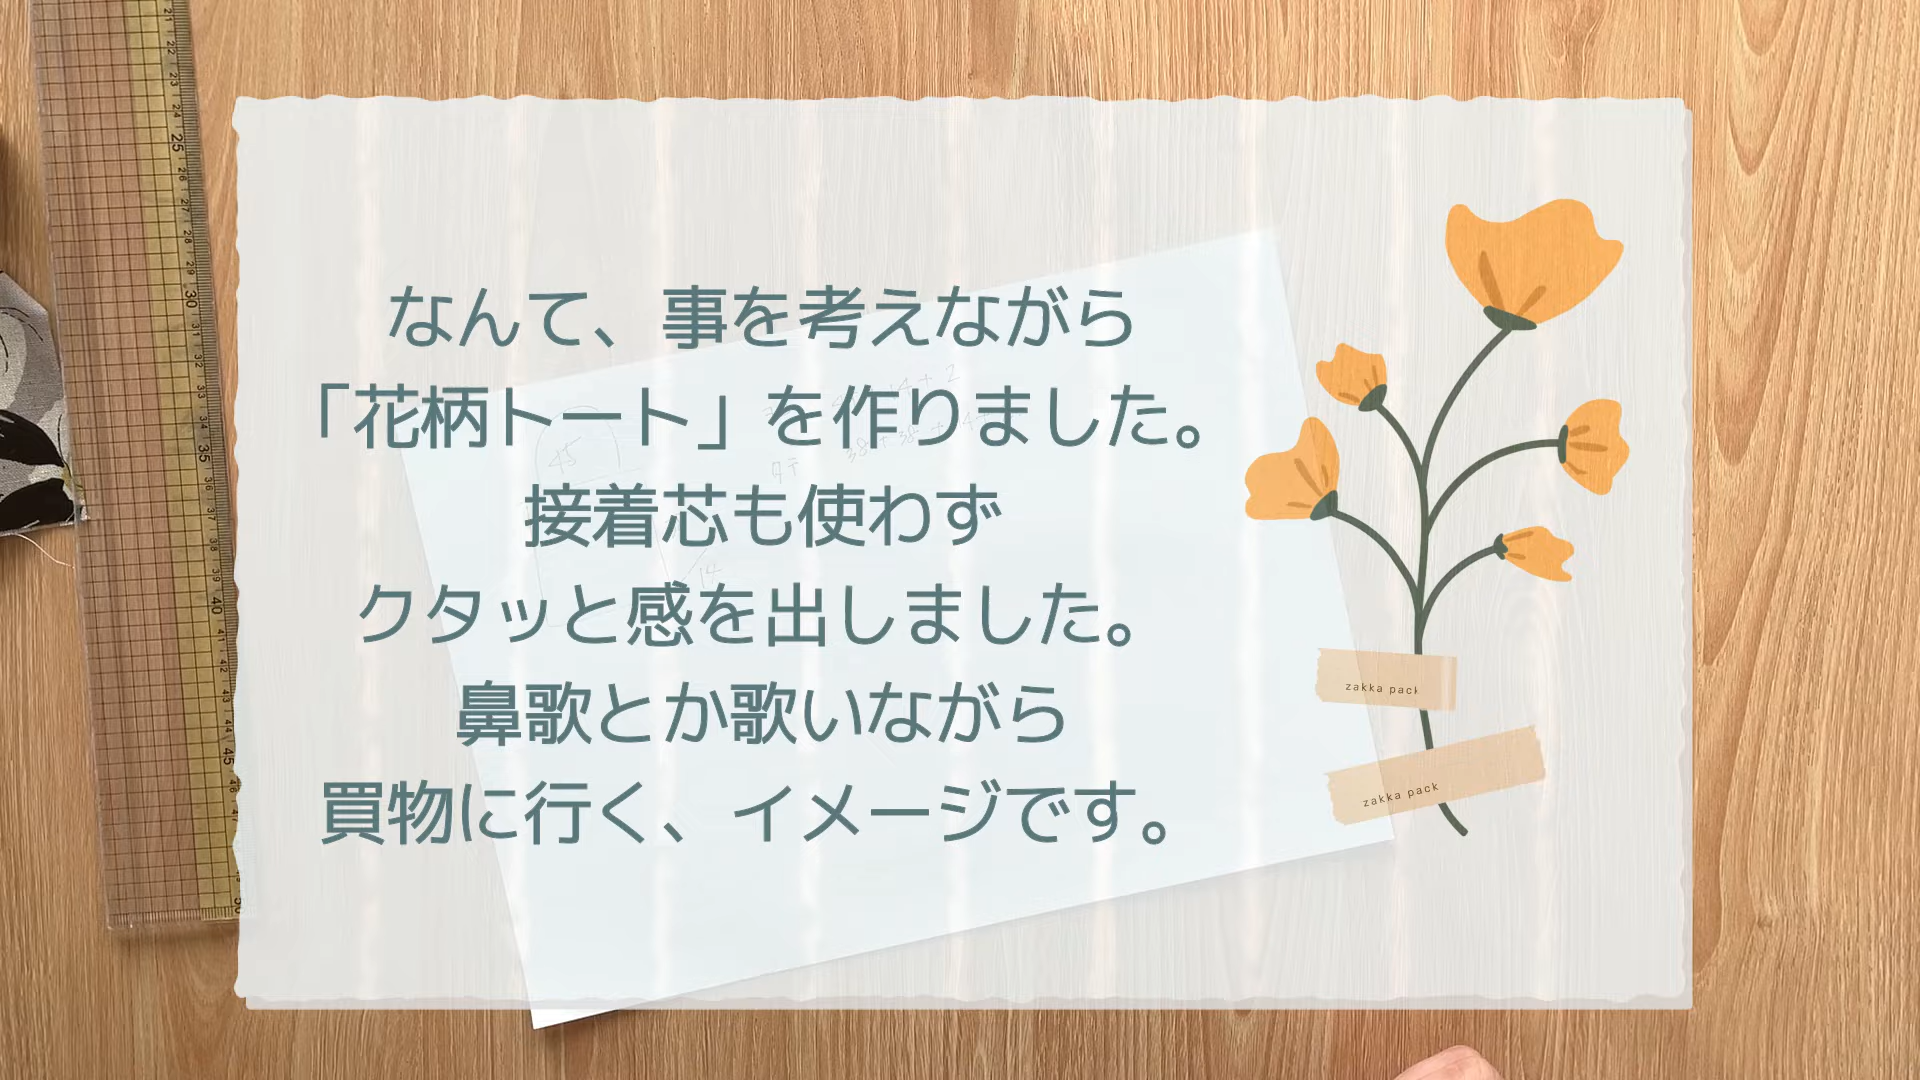 なんて、事を考えながら
「花柄トート」を作りました。
接着芯も使わず
クタッと感を出しました。
鼻歌とか歌いながら
買物に行く、イメージです。
zakka pack
zakka pack